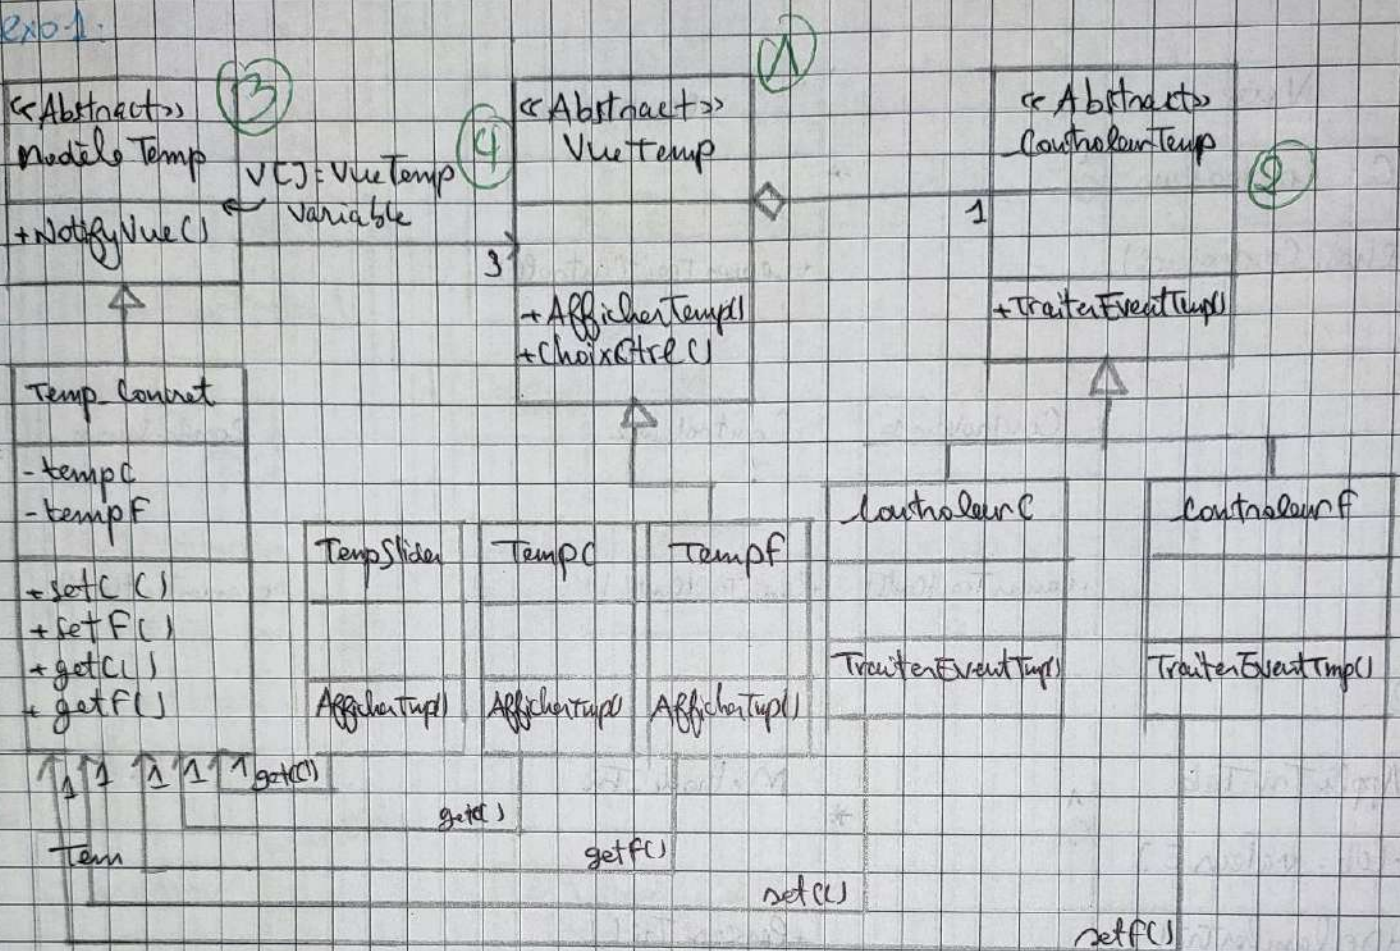 exo1:
<<Abstract>>
Modèle Temp
+NotifyVue()
3
V[]: VueTemp
variable
4
3
<<Abstract>>
VueTemp
+AfficherTemp()
+ChoixCtrl()
1
1
<<Abstract>>
ControleurTemp
2
+TraiterEventTmp()
Temp_Concret
- tempC
- tempF
+setC()
+setF()
+getC()
+ getF()
TempSlider
AfficherTmp()
TempC
AfficherTmp()
TempF
AfficherTmp()
ControleurC
TraiterEventTmp()
ControleurF
TraiterEventTmp()
1 1 1 1 1
getC()
getC()
Tem
getF()
setC()
setF()